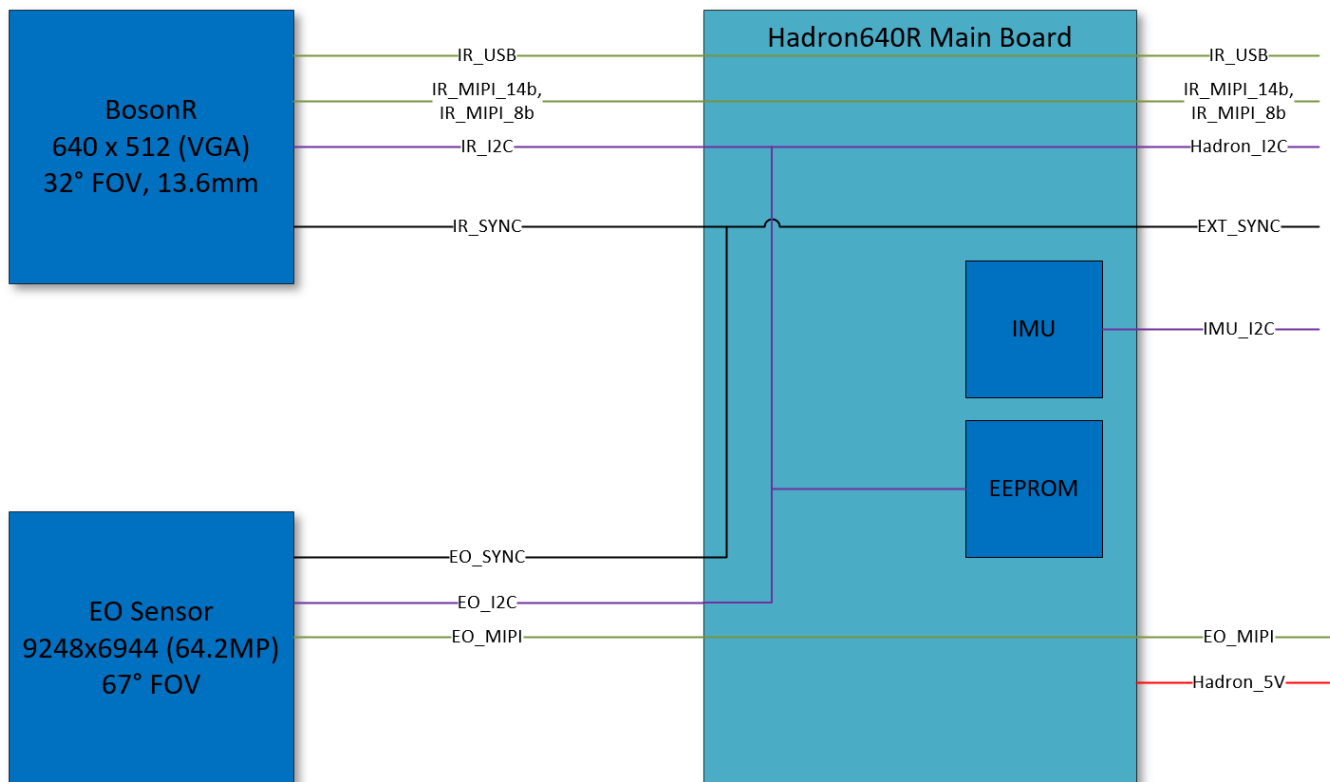 Hadron640R Main Board
IR_USB
IR_USB
IR_MIPI_14b,
IR_MIPI_8b
IR_MIPI_14b,
IR_MIPI_8b
BosonR
640 x 512 (VGA)
32° FOV, 13.6mm
IR_I2C
Hadron_I2C
IR_SYNC
EXT_SYNC
IMU
IMU_I2C
EEPROM
EO_SYNC
EO_I2C
EO Sensor
9248x6944 (64.2MP)
67° FOV
EO_MIPI
EO_MIPI
Hadron_5V